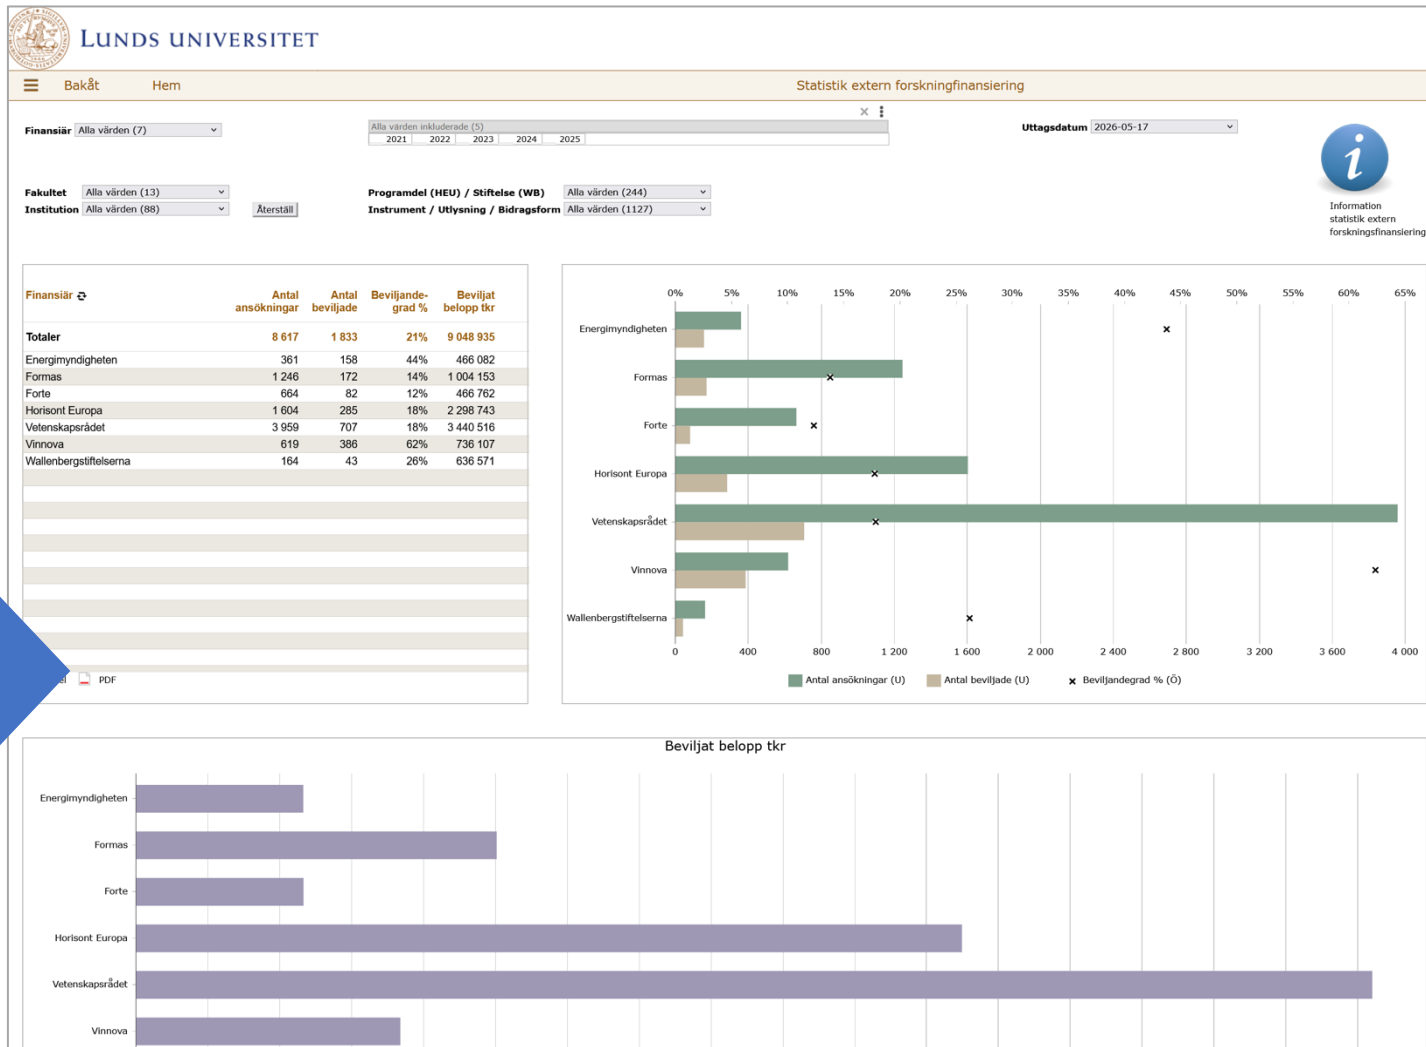 LUNDS UNIVERSITET
Bakåt Hem Statistik extern forskningfinansiering
Finansiär Alla värden (7)
Alla värden inkluderade (5)
2021 2022 2023 2024 2025
Uttagsdatum 2026-05-17
Fakultet Alla värden (13)
Institution Alla värden (88) Återställ
Programdel (HEU) / Stiftelse (WB) Alla värden (244)
Instrument / Utlysning / Bidragsform Alla värden (1127)
Information
statistik extern
forskningsfinansiering
Finansiär Antal ansökningar Antal beviljade Beviljande-grad % Beviljat belopp tkr
Totaler 8 617 1 833 21% 9 048 935
Energimyndigheten 361 158 44% 466 082
Formas 1 246 172 14% 1 004 153
Forte 664 82 12% 466 762
Horisont Europa 1 604 285 18% 2 298 743
Vetenskapsrådet 3 959 707 18% 3 440 516
Vinnova 619 386 62% 736 107
Wallenbergstiftelserna 164 43 26% 636 571
PDF
0% 5% 10% 15% 20% 25% 30% 35% 40% 45% 50% 55% 60% 65%
Energimyndigheten
Formas
Forte
Horisont Europa
Vetenskapsrådet
Vinnova
Wallenbergstiftelserna
0 400 800 1 200 1 600 2 000 2 400 2 800 3 200 3 600 4 000
Antal ansökningar (U) Antal beviljade (U) Beviljandegrad % (Ö)
Beviljat belopp tkr
Energimyndigheten
Formas
Forte
Horisont Europa
Vetenskapsrådet
Vinnova